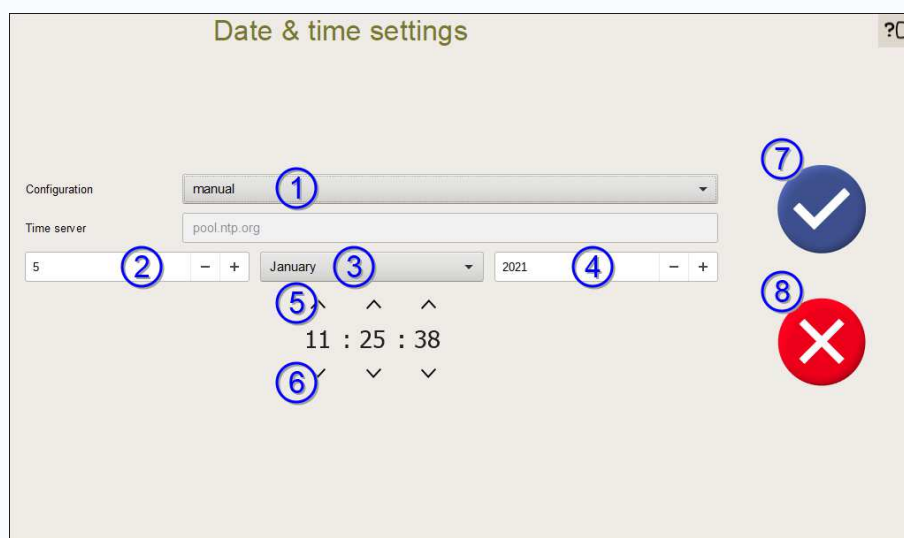 Date & time settings ?
7
Configuration manual 1
Time server pool.ntp.org
5 2 − + January 3 2021 4 − +
5 8
11 : 25 : 38
6